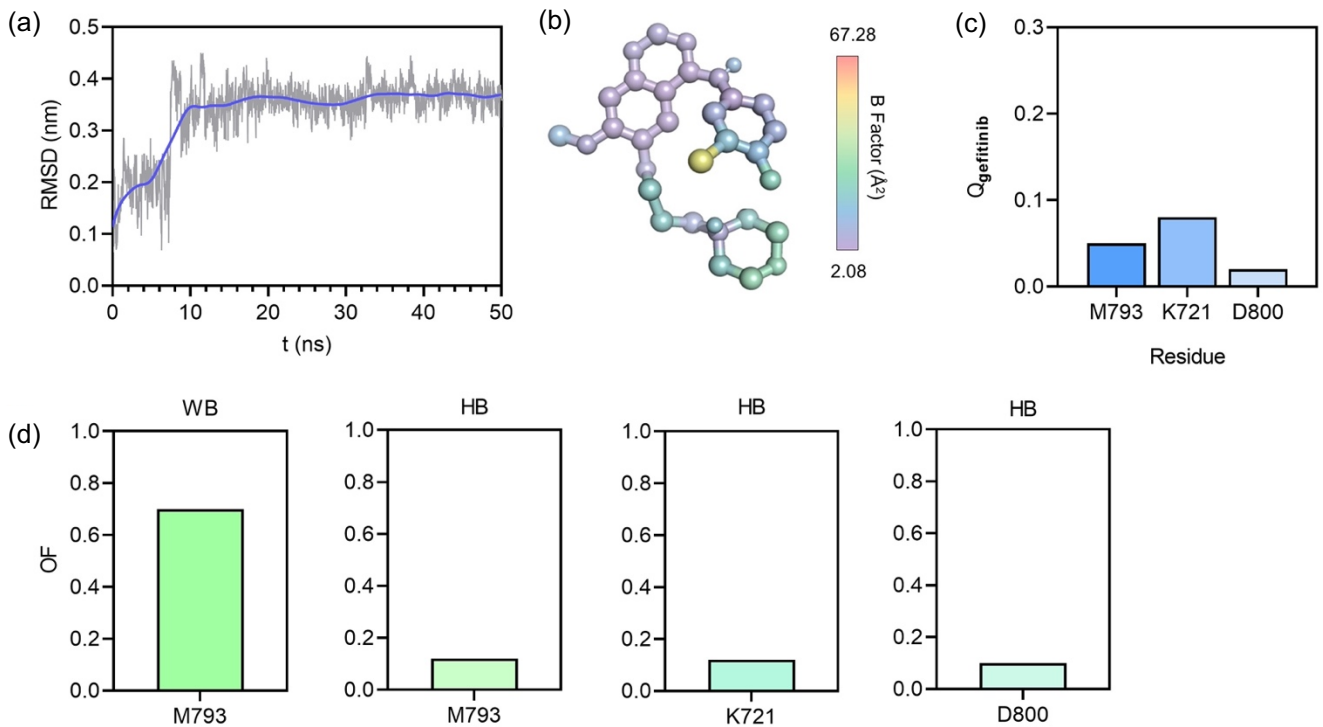 (a)
0.5
0.4
0.3
0.2
0.1
0.0
RMSD (nm)
0
10
20
30
40
50
t (ns)
(b)
67.28
B Factor (Å²)
2.08
(c)
0.3
0.2
0.1
0.0
Qgefitinib
M793
K721
D800
Residue
(d)
WB
1.0
0.8
0.6
0.4
0.2
0.0
OF
M793
HB
1.0
0.8
0.6
0.4
0.2
0.0
M793
HB
1.0
0.8
0.6
0.4
0.2
0.0
K721
HB
1.0
0.8
0.6
0.4
0.2
0.0
D800